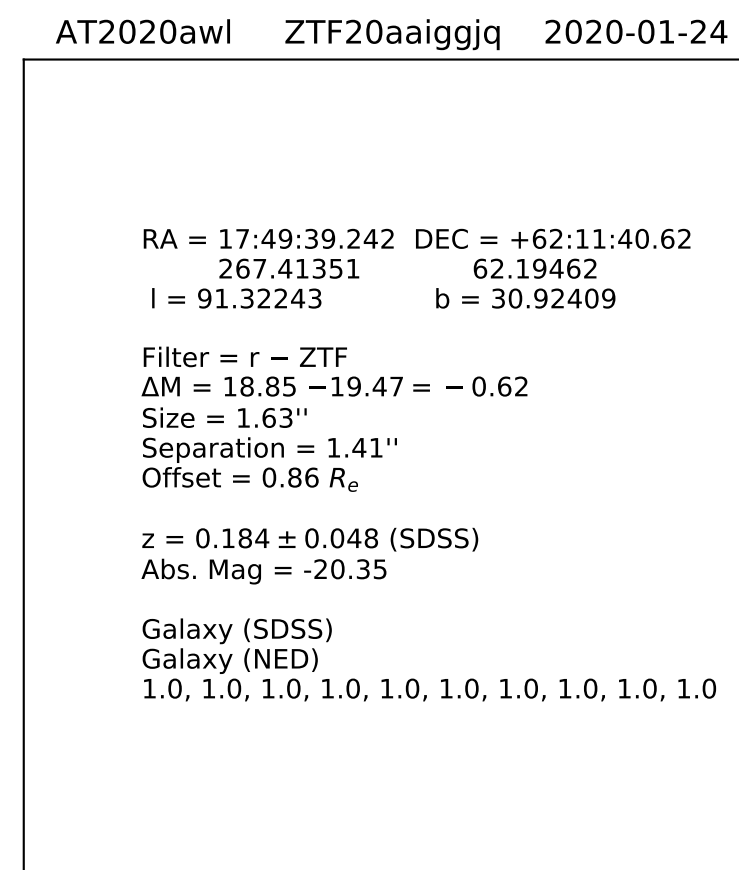 AT2020awl ZTF20aaiggjq 2020-01-24
RA = 17:49:39.242 DEC = +62:11:40.62
267.41351 62.19462
l = 91.32243 b = 30.92409
Filter = r − ZTF
ΔM = 18.85 −19.47 = − 0.62
Size = 1.63''
Separation = 1.41''
Offset = 0.86 Re
z = 0.184 ± 0.048 (SDSS)
Abs. Mag = -20.35
Galaxy (SDSS)
Galaxy (NED)
1.0, 1.0, 1.0, 1.0, 1.0, 1.0, 1.0, 1.0, 1.0, 1.0